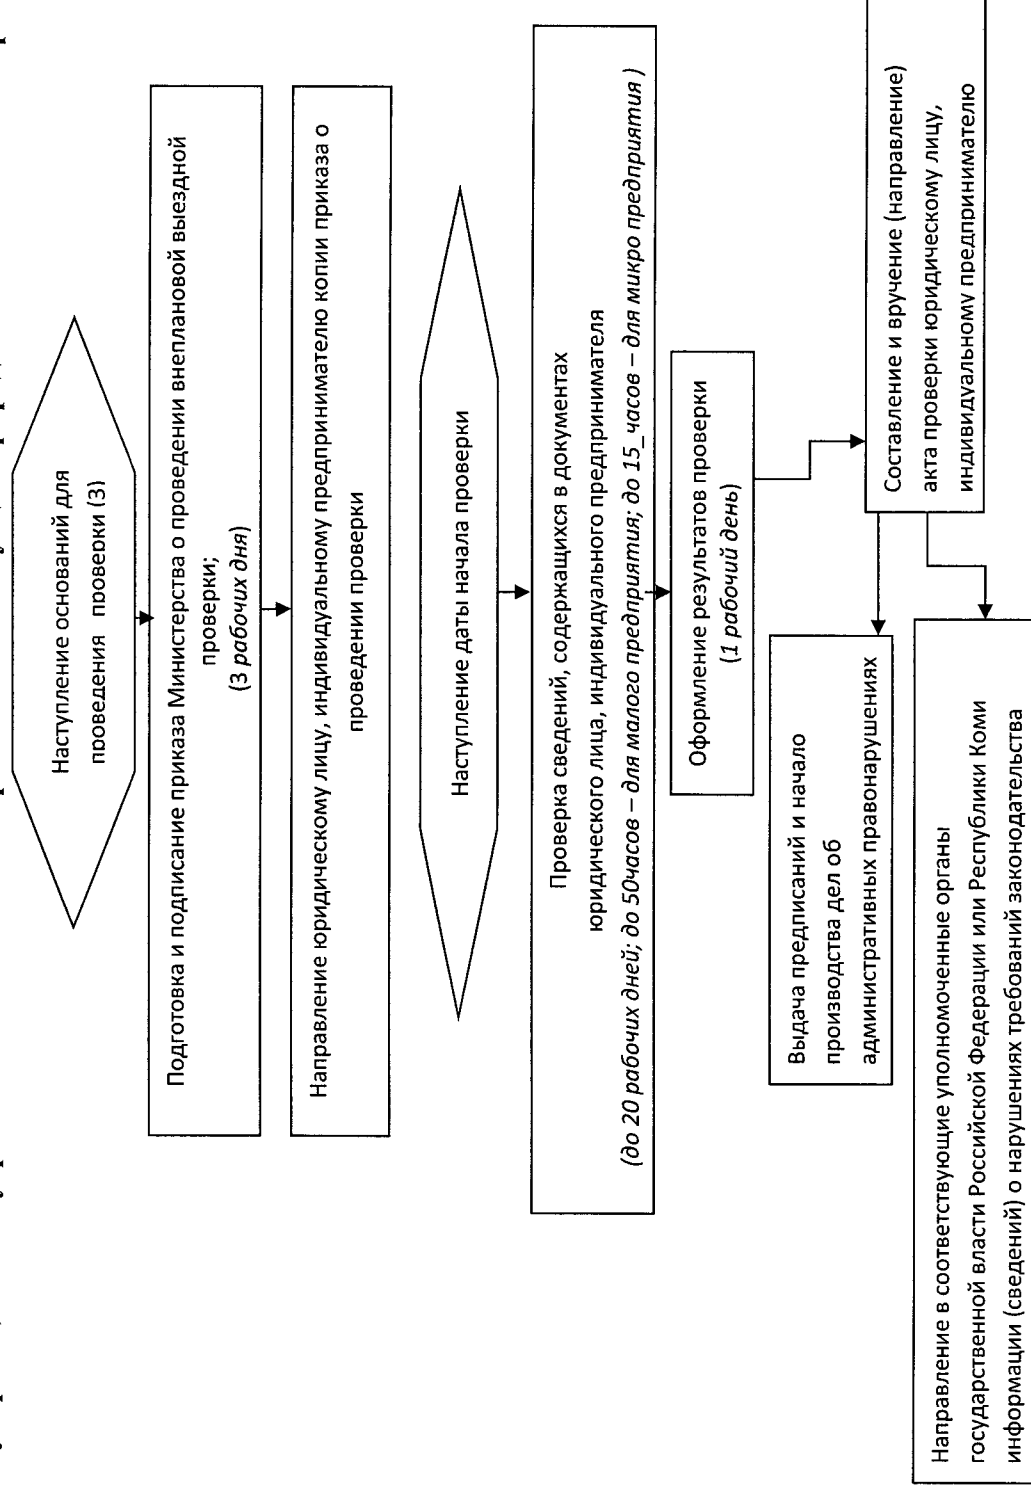 Наступление оснований для
проведения проверки (3)
Подготовка и подписание приказа Министерства о проведении внеплановой выездной
проверки;
(3 рабочих дня)
Направление юридическому лицу, индивидуальному предпринимателю копии приказа о
проведении проверки
Наступление даты начала проверки
Проверка сведений, содержащихся в документах
юридического лица, индивидуального предпринимателя
(до 20 рабочих дней; до 50часов – для малого предприятия; до 15_часов – для микро предприятия )
Оформление результатов проверки
(1 рабочий день)
Составление и вручение (направление)
акта проверки юридическому лицу,
индивидуальному предпринимателю
Выдача предписаний и начало
производства дел об
административных правонарушениях
Направление в соответствующие уполномоченные органы
государственной власти Российской Федерации или Республики Коми
информации (сведений) о нарушениях требований законодательства